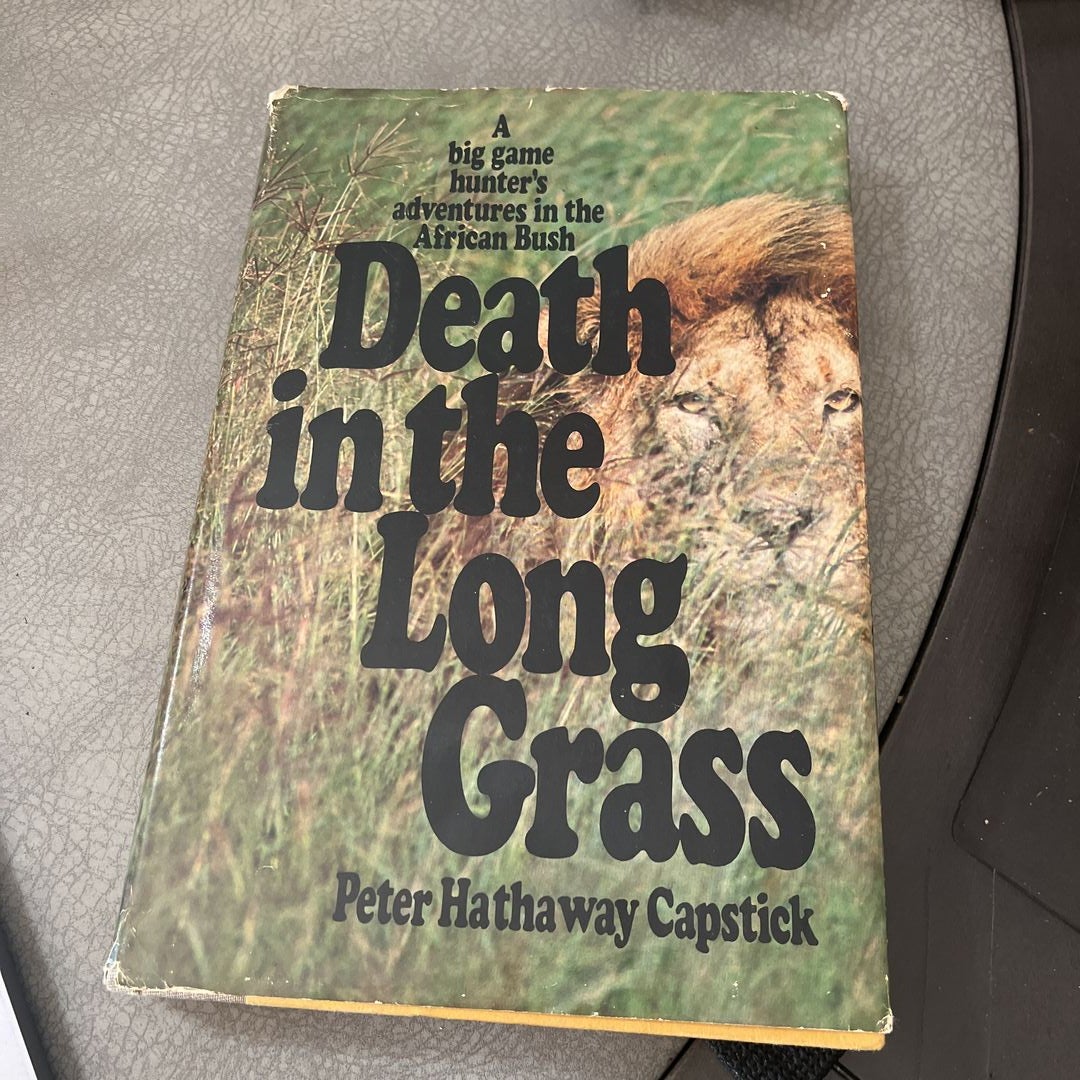 A
big game
hunter's
adventures in the
African Bush
Death
in the
Long
Grass
Peter Hathaway Capstick